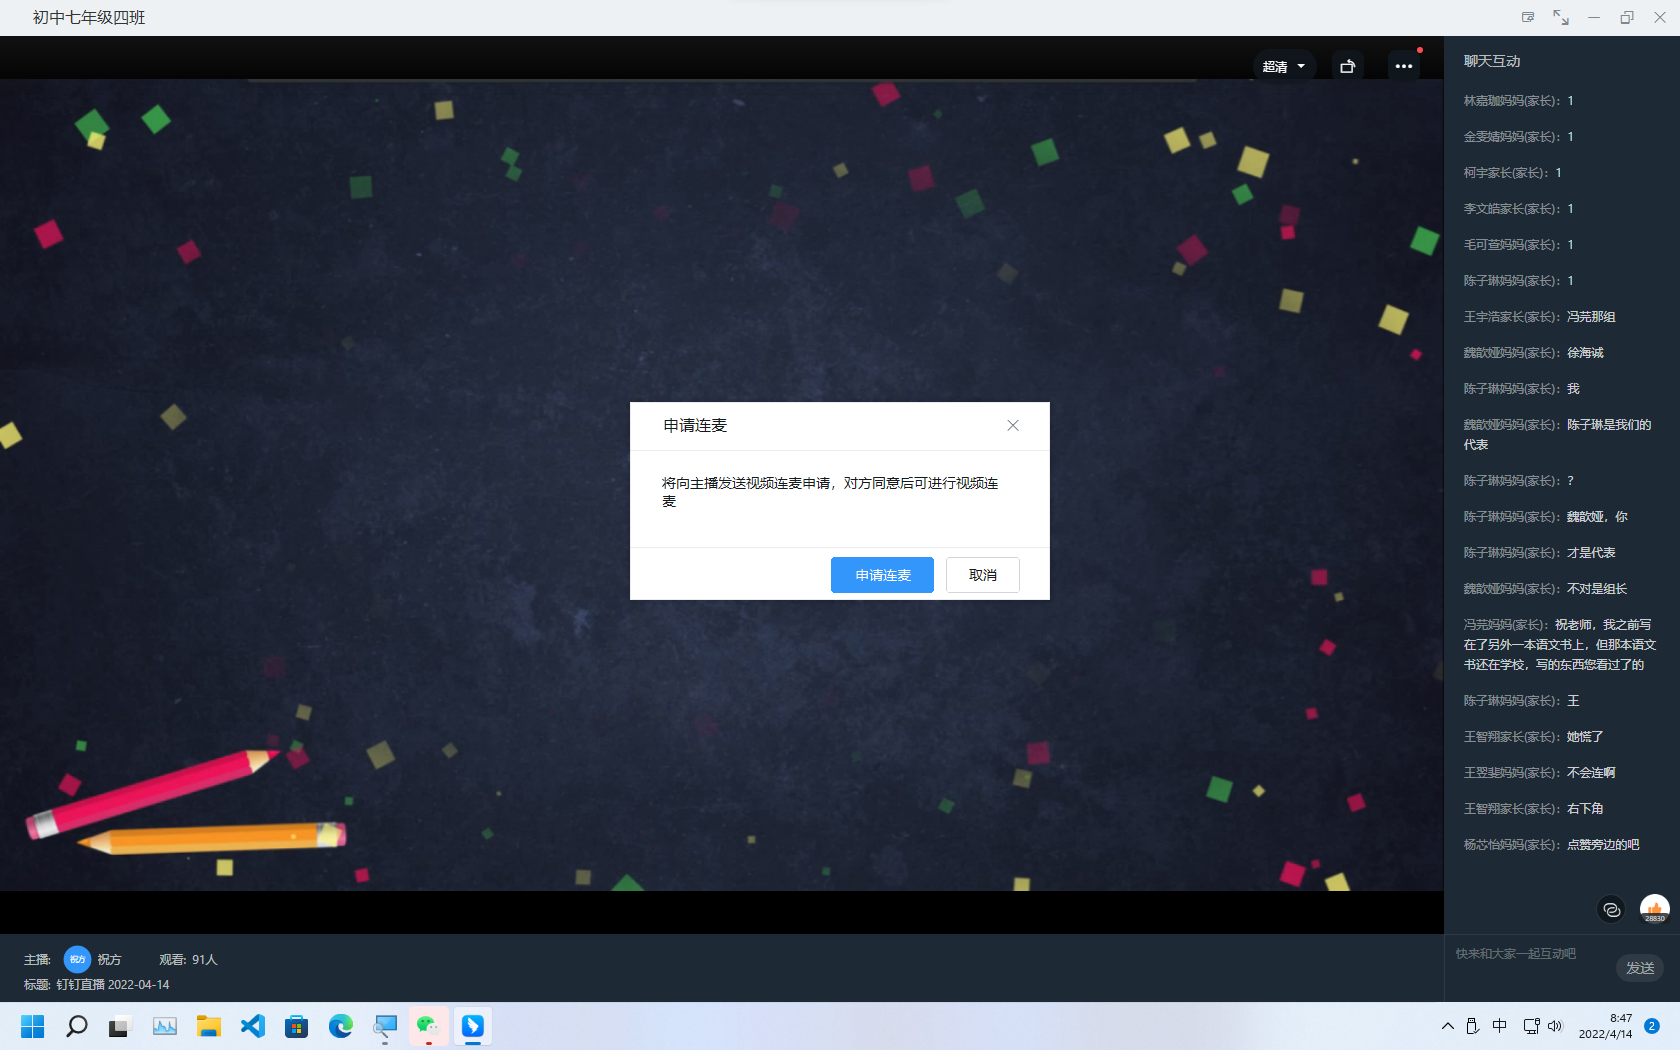 初中七年级四班
超清
聊天互动
林嘉珈妈妈(家长)：1
金雯婧妈妈(家长)：1
柯宇家长(家长)：1
李文皓家长(家长)：1
毛可萱妈妈(家长)：1
陈子琳妈妈(家长)：1
王宇浩家长(家长)：冯芫那组
魏歆娅妈妈(家长)：徐海诚
陈子琳妈妈(家长)：我
魏歆娅妈妈(家长)：陈子琳是我们的
代表
陈子琳妈妈(家长)：?
陈子琳妈妈(家长)：魏歆娅，你
陈子琳妈妈(家长)：才是代表
魏歆娅妈妈(家长)：不对是组长
冯芫妈妈(家长)：祝老师，我之前写
在了另外一本语文书上，但那本语文
书还在学校，写的东西您看过了的
陈子琳妈妈(家长)：王
王智翔家长(家长)：她慌了
王翌斐妈妈(家长)：不会连啊
王智翔家长(家长)：右下角
杨芯怡妈妈(家长)：点赞旁边的吧
28830
申请连麦
将向主播发送视频连麦申请，对方同意后可进行视频连
麦
申请连麦
取消
主播: 祝方 祝方 观看: 91人
标题: 钉钉直播 2022-04-14
快来和大家一起互动吧
发送
中
8:47
2022/4/14
2